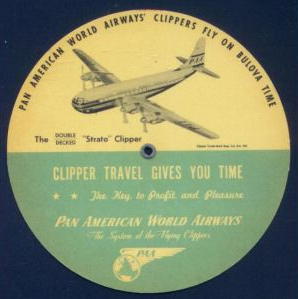 PAN AMERICAN WORLD AIRWAYS' CLIPPERS FLY ON BULOVA TIME
PAA
The DOUBLE DECKED "Strato" Clipper
CLIPPER TRAVEL GIVES YOU TIME
The Key to Profit and Pleasure
PAN AMERICAN WORLD AIRWAYS
The System of the Flying Clippers
PAA